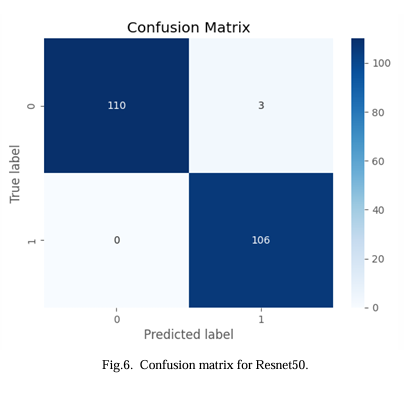 Confusion Matrix
110 3
0 106
0
1
True label
0 1
Predicted label
100
80
60
40
20
0
Fig.6. Confusion matrix for Resnet50.